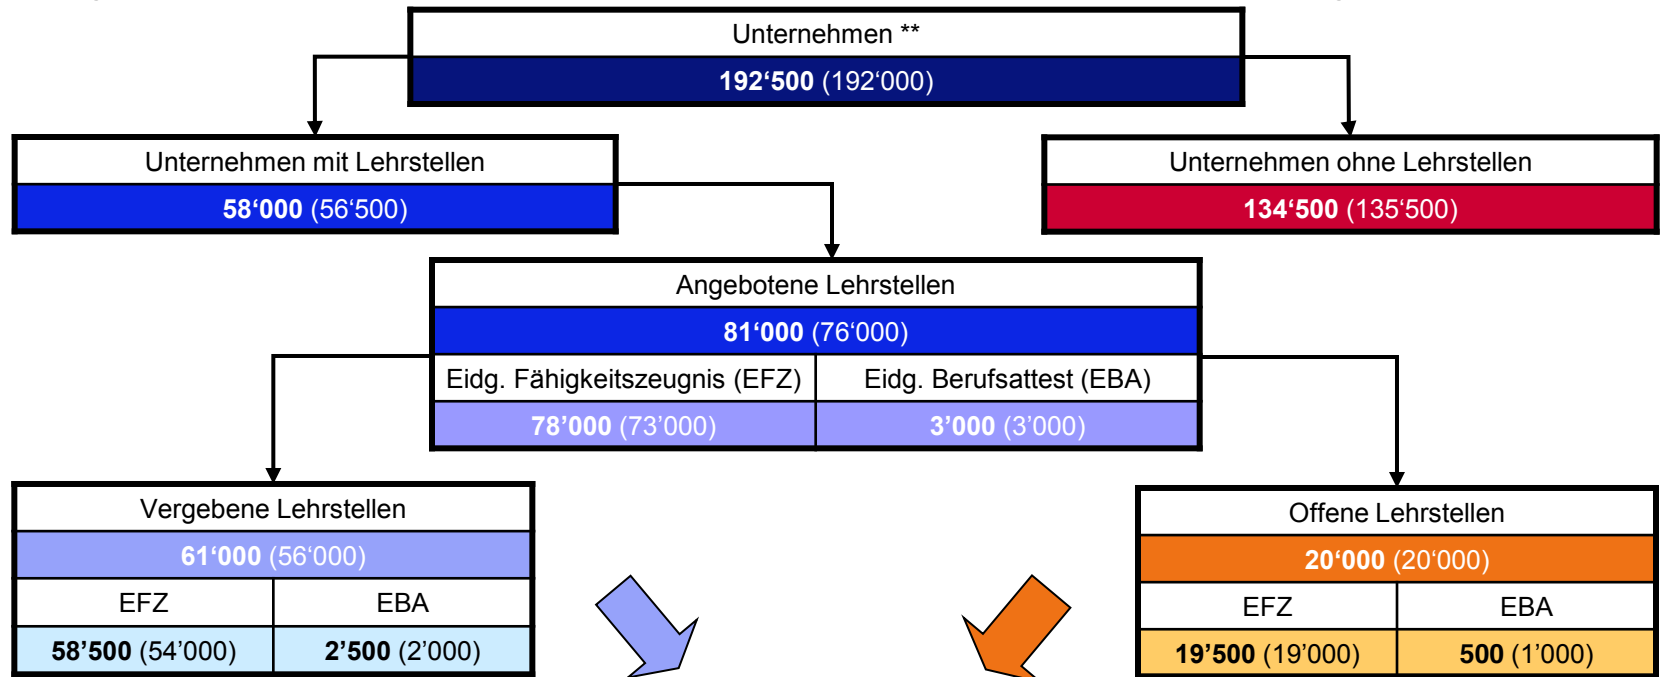 Unternehmen **
192‘500 (192‘000)
Unternehmen mit Lehrstellen
58‘000 (56‘500)
Unternehmen ohne Lehrstellen
134‘500 (135‘500)
Angebotene Lehrstellen
81‘000 (76‘000)
Eidg. Fähigkeitszeugnis (EFZ) Eidg. Berufsattest (EBA)
78’000 (73’000) 3’000 (3’000)
Vergebene Lehrstellen
61‘000 (56‘000)
EFZ EBA
58’500 (54’000) 2’500 (2’000)
Offene Lehrstellen
20‘000 (20‘000)
EFZ EBA
19’500 (19’000) 500 (1’000)